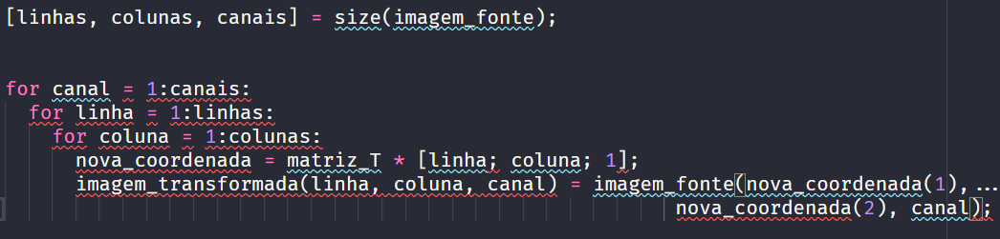 [linhas, colunas, canais] = size(imagem_fonte);
for canal = 1:canais:
for linha = 1:linhas:
for coluna = 1:colunas:
nova_coordenada = matriz_T * [linha; coluna; 1];
imagem_transformada(linha, coluna, canal) = imagem_fonte(nova_coordenada(1), ...
nova_coordenada(2), canal);